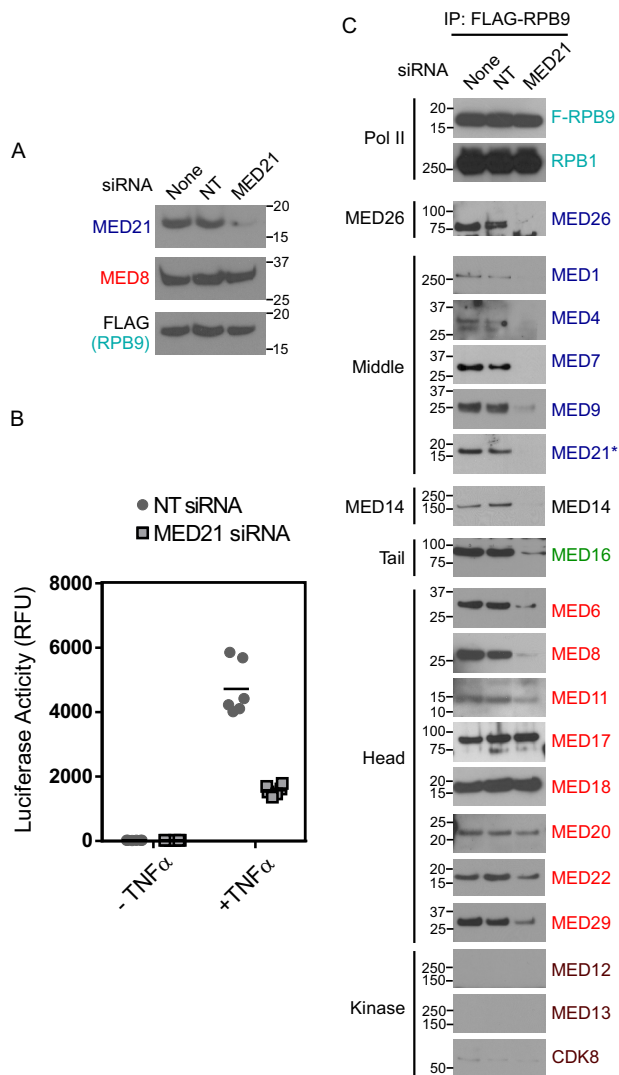 A
siRNA None NT MED21
MED21 20 15
MED8 37 25
FLAG 20
(RPB9) 15
B
NT siRNA
MED21 siRNA
Luciferase Acticity (RFU)
8000
6000
4000
2000
0
- TNFα +TNFα
C
IP: FLAG-RPB9
siRNA None NT MED21
Pol II
20 F-RPB9
15
250 RPB1
MED26 100 MED26
75
Middle
250 MED1
37 MED4
25
37 MED7
25
37 MED9
25
20 MED21*
15
MED14 250 MED14
150
Tail 100 MED16
75
Head
37 MED6
25
25 MED8
15 MED11
10
100 MED17
75
20 MED18
15
25 MED20
20
20 MED22
15
37 MED29
25
Kinase
250 MED12
150
250 MED13
150
50 CDK8